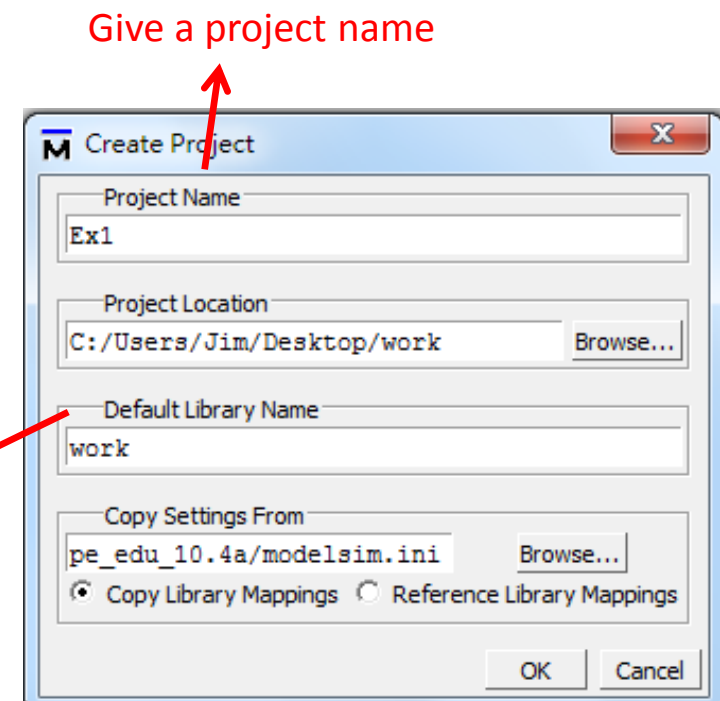 Give a project name
M Create Project
Project Name
Ex1
Project Location
C:/Users/Jim/Desktop/work Browse...
Default Library Name
work
Copy Settings From
pe_edu_10.4a/modelsim.ini Browse...
Copy Library Mappings Reference Library Mappings
OK Cancel